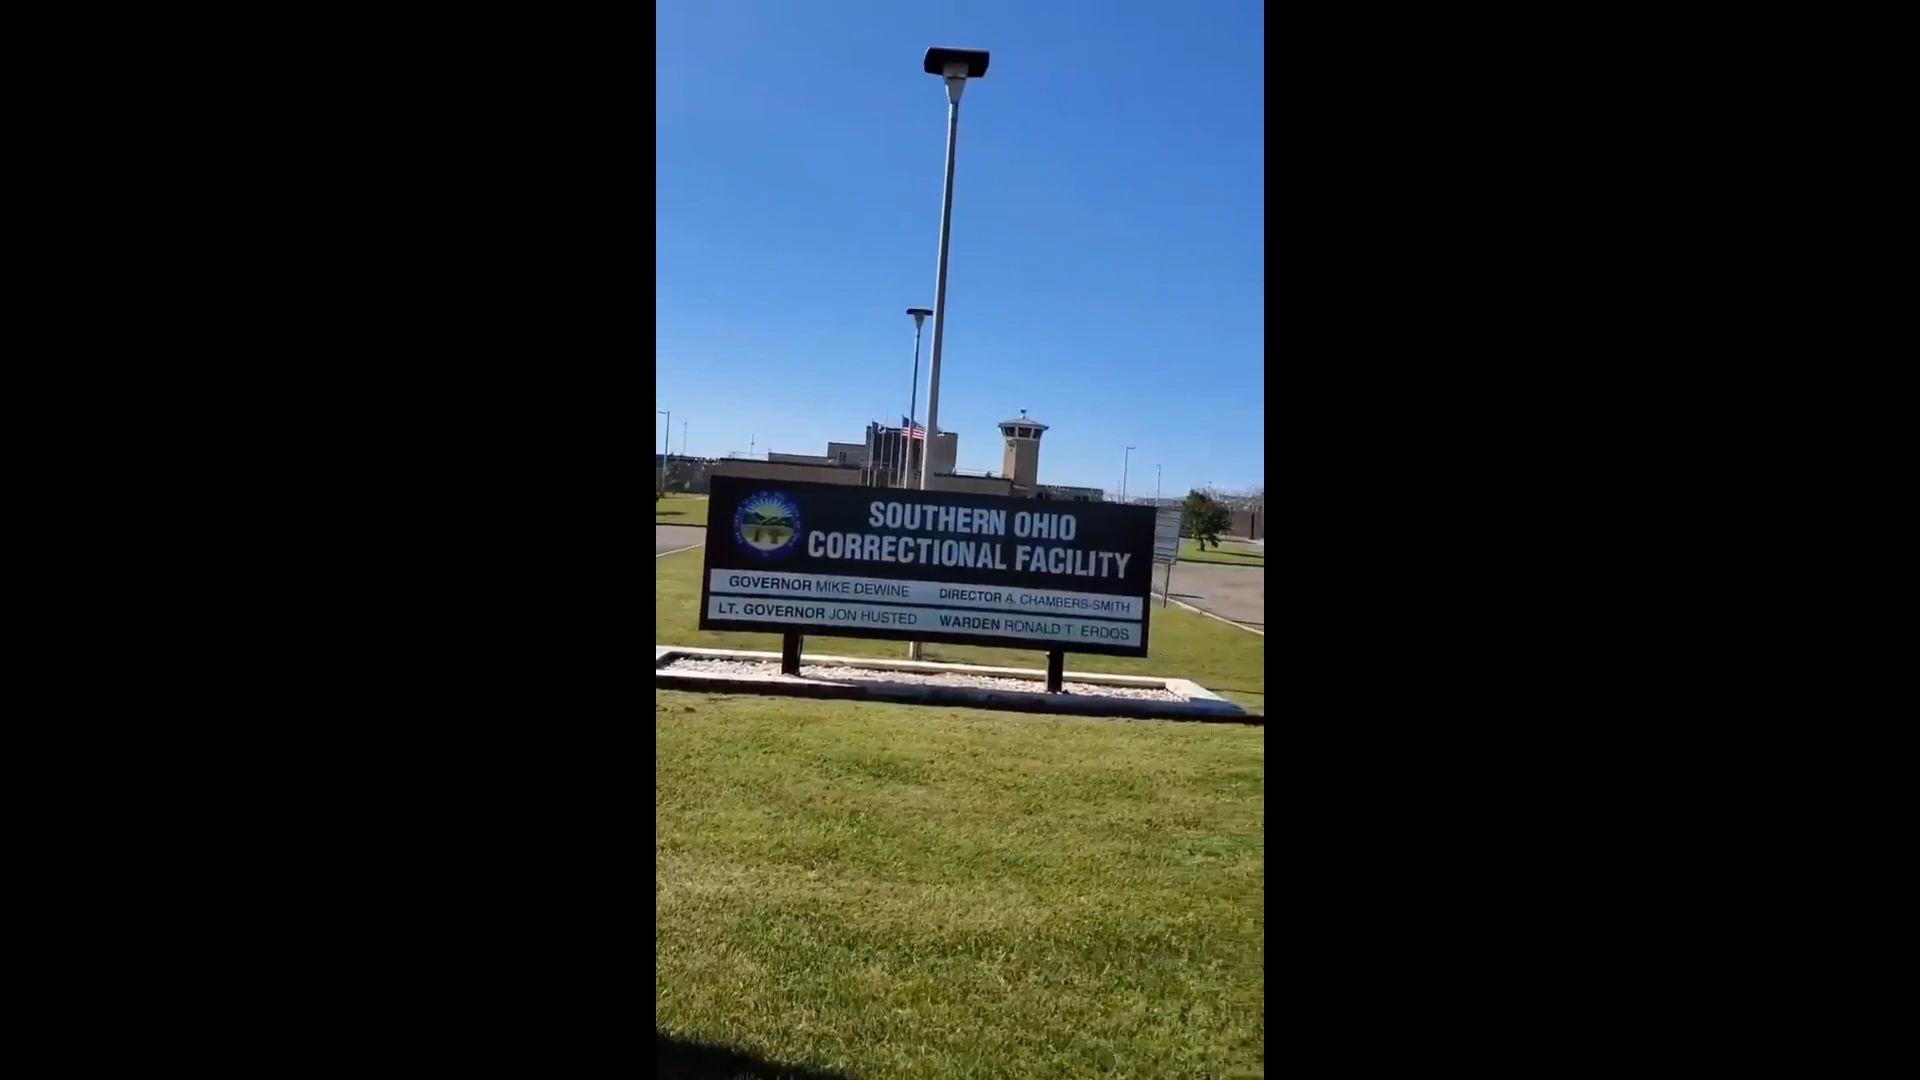 SOUTHERN OHIO
CORRECTIONAL FACILITY
GOVERNOR MIKE DEWINE
DIRECTOR A. CHAMBERS-SMITH
LT. GOVERNOR JON HUSTED
WARDEN RONALD T. ERDOS